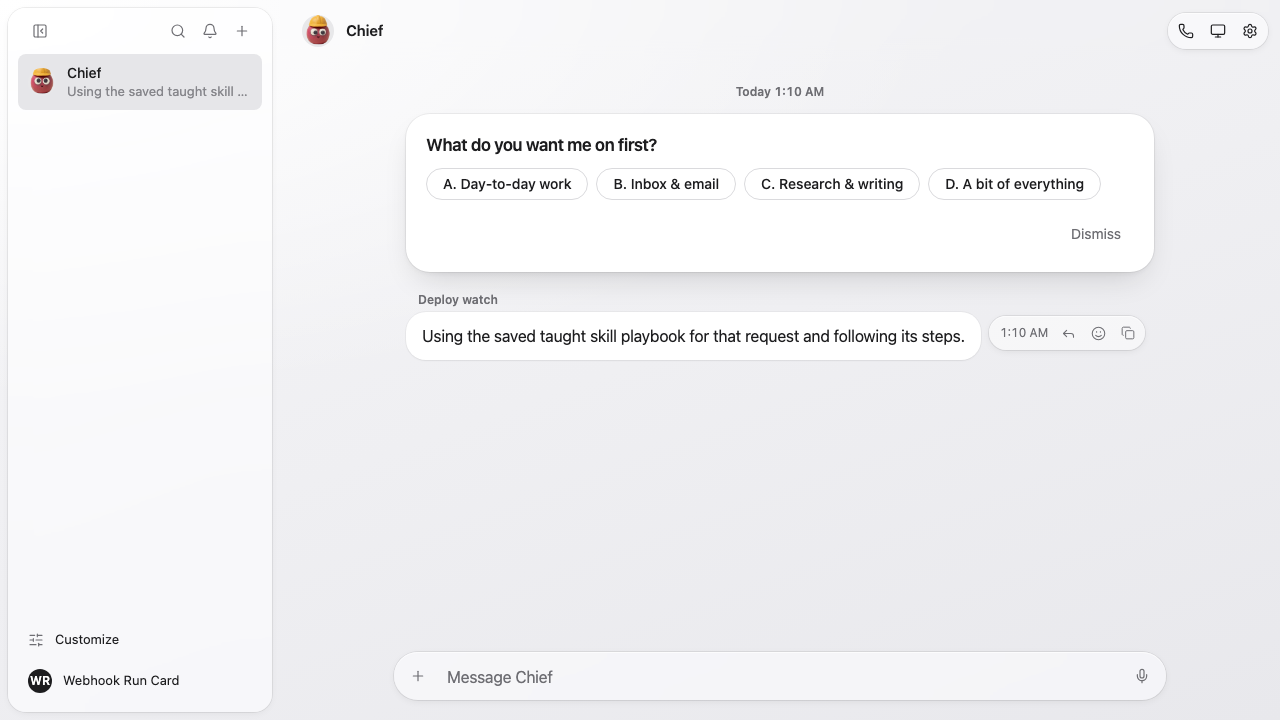 Chief
Using the saved taught skill ...
Customize
WR
Webhook Run Card
Chief
Today 1:10 AM
What do you want me on first?
A. Day-to-day work
B. Inbox & email
C. Research & writing
D. A bit of everything
Dismiss
Deploy watch
Using the saved taught skill playbook for that request and following its steps.
1:10 AM
Message Chief